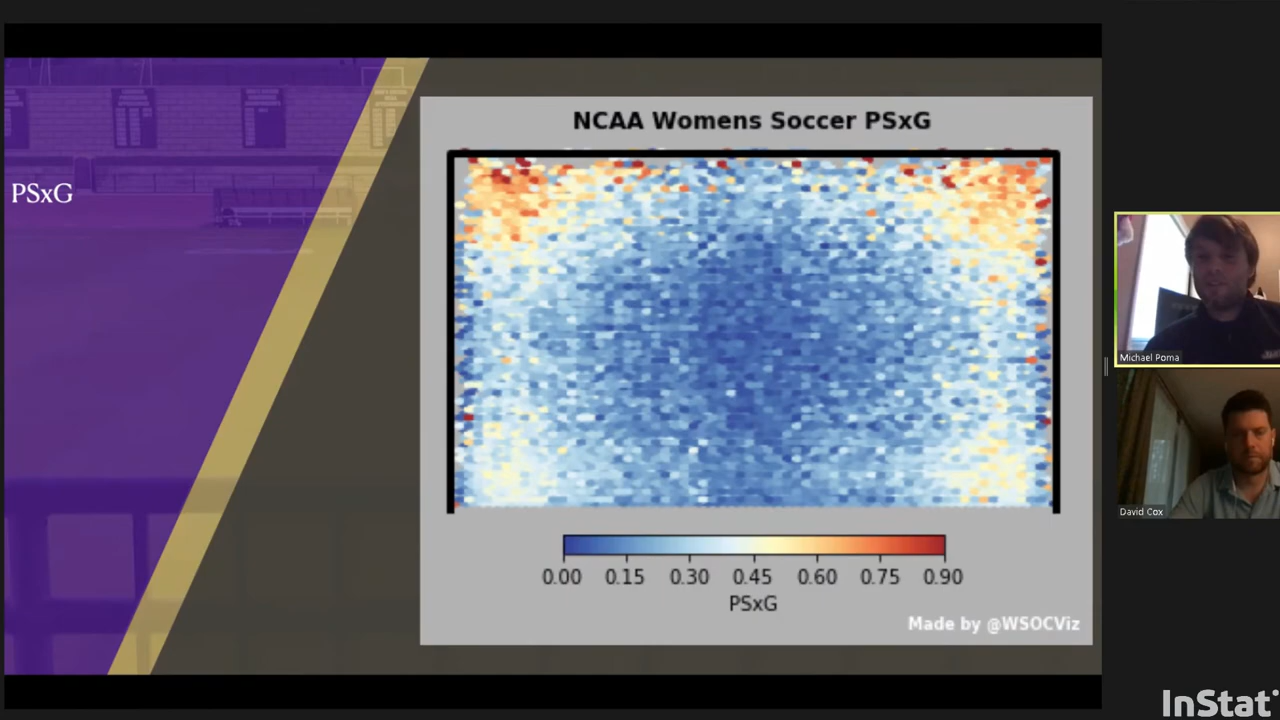 PSxG
NCAA Womens Soccer PSxG
0.00 0.15 0.30 0.45 0.60 0.75 0.90
PSxG
Made by @WSOCViz
Michael Poma
David Cox
InStat